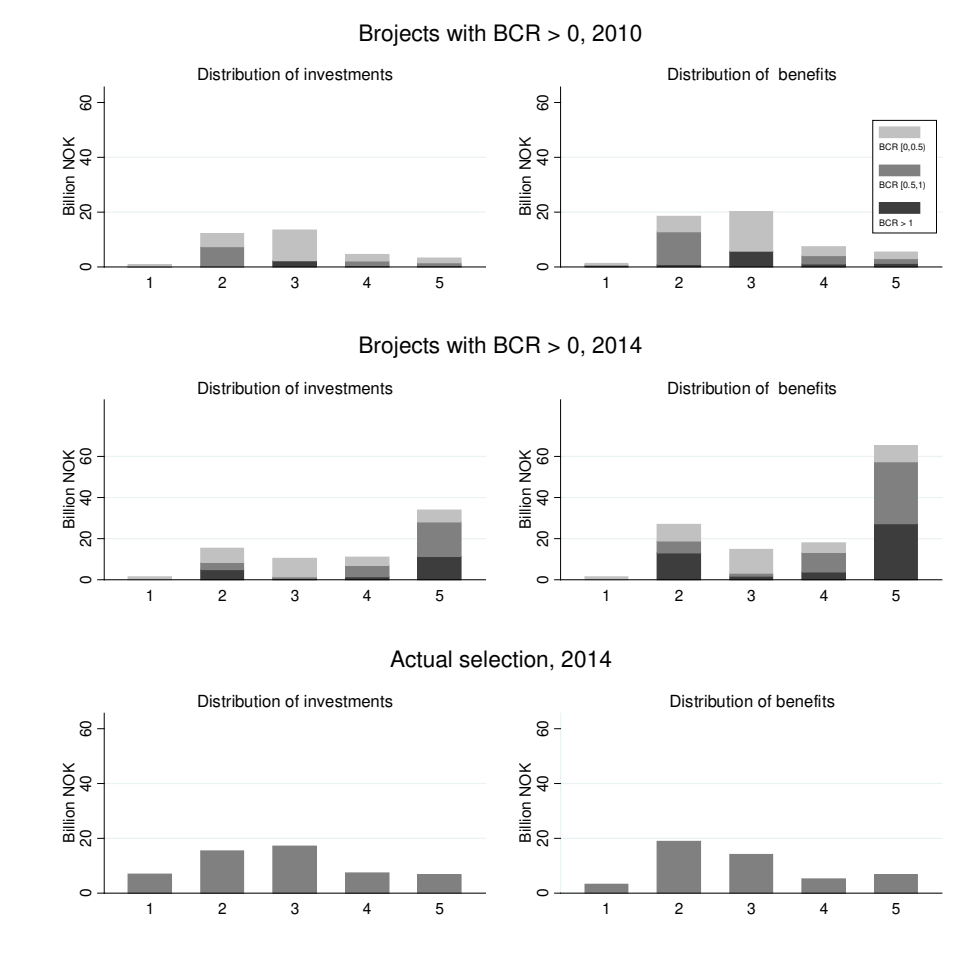 Brojects with BCR > 0, 2010
Distribution of investments
Billion NOK
60
40
20
0
1 2 3 4 5
Distribution of  benefits
60
40
20
0
1 2 3 4 5
BCR [0,0.5)
BCR [0.5,1)
BCR > 1
Brojects with BCR > 0, 2014
Distribution of investments
Billion NOK
60
40
20
0
1 2 3 4 5
Distribution of  benefits
Billion NOK
60
40
20
0
1 2 3 4 5
Actual selection, 2014
Distribution of investments
Billion NOK
60
40
20
0
1 2 3 4 5
Distribution of benefits
Billion NOK
60
40
20
0
1 2 3 4 5